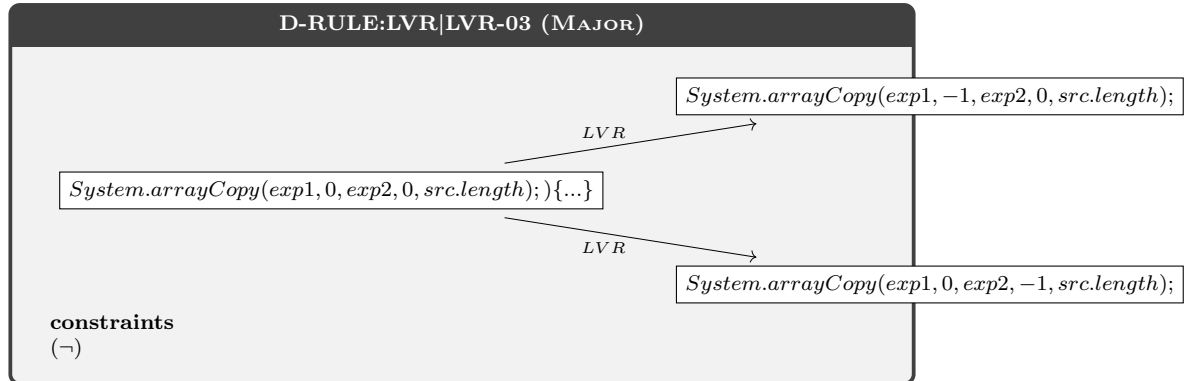 D-RULE:LVR|LVR-03 (MAJOR)
System.arrayCopy(exp1, −1, exp2, 0, src.length);
LVR
System.arrayCopy(exp1, 0, exp2, 0, src.length); ){...}
LVR
System.arrayCopy(exp1, 0, exp2, −1, src.length);
constraints
(¬)